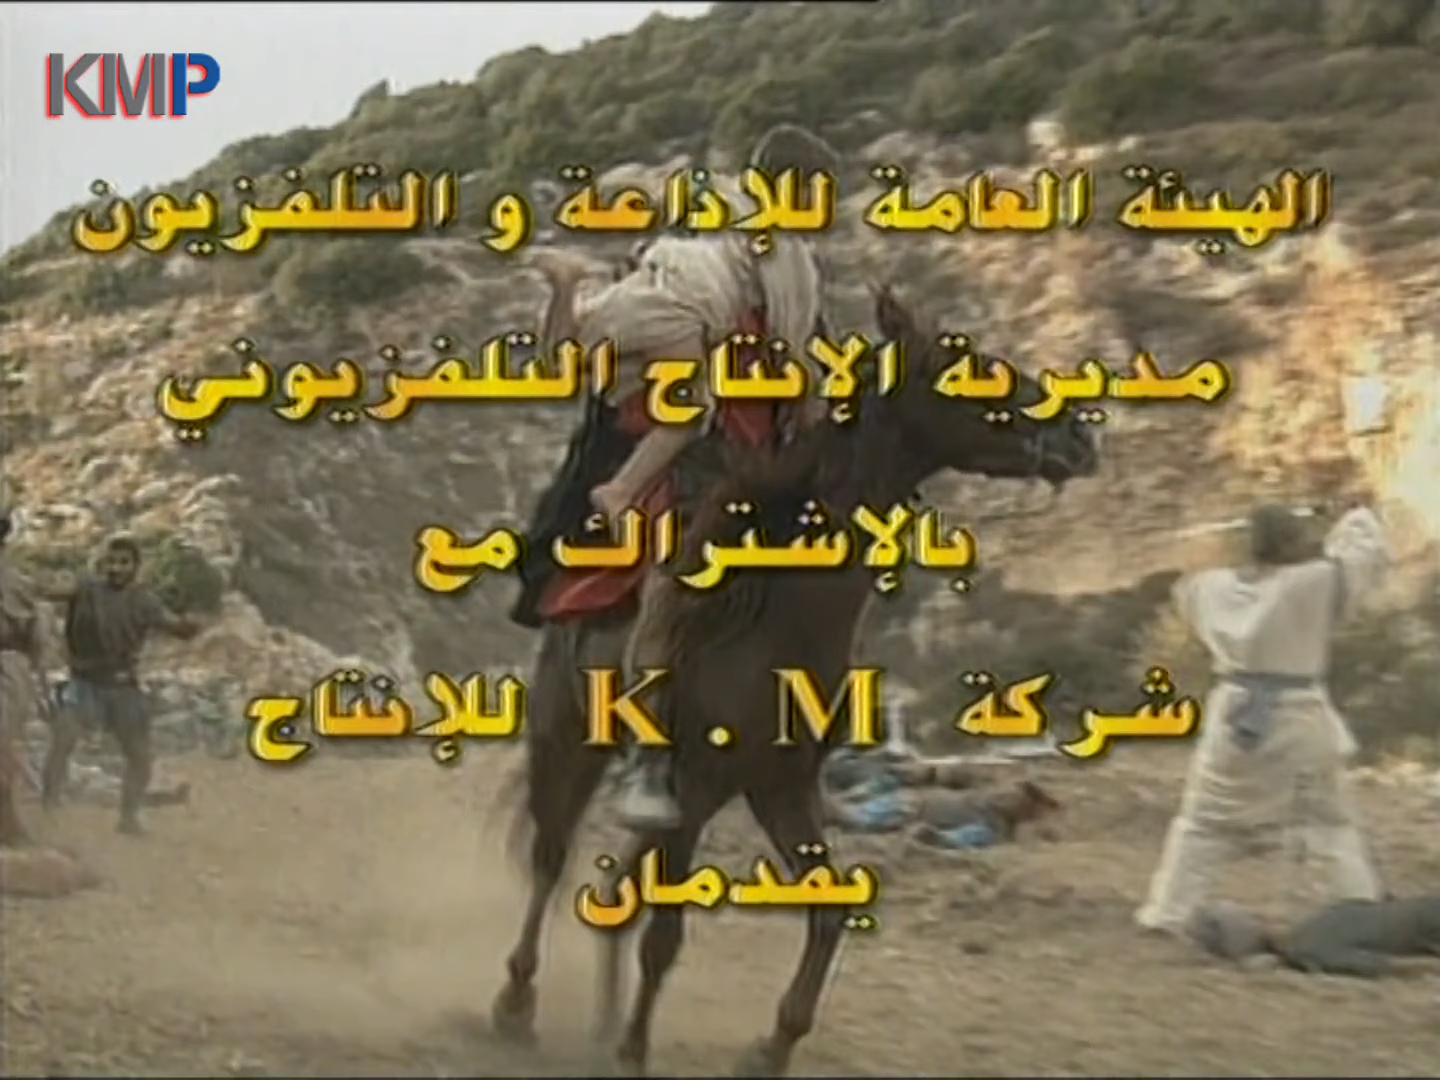 KMP
الهيئة العامة للإذاعة و التلفزيون
مديرية الإنتاج التلفزيوني
بالإشتراك مع
شركة K . M للإنتاج
يقدمان